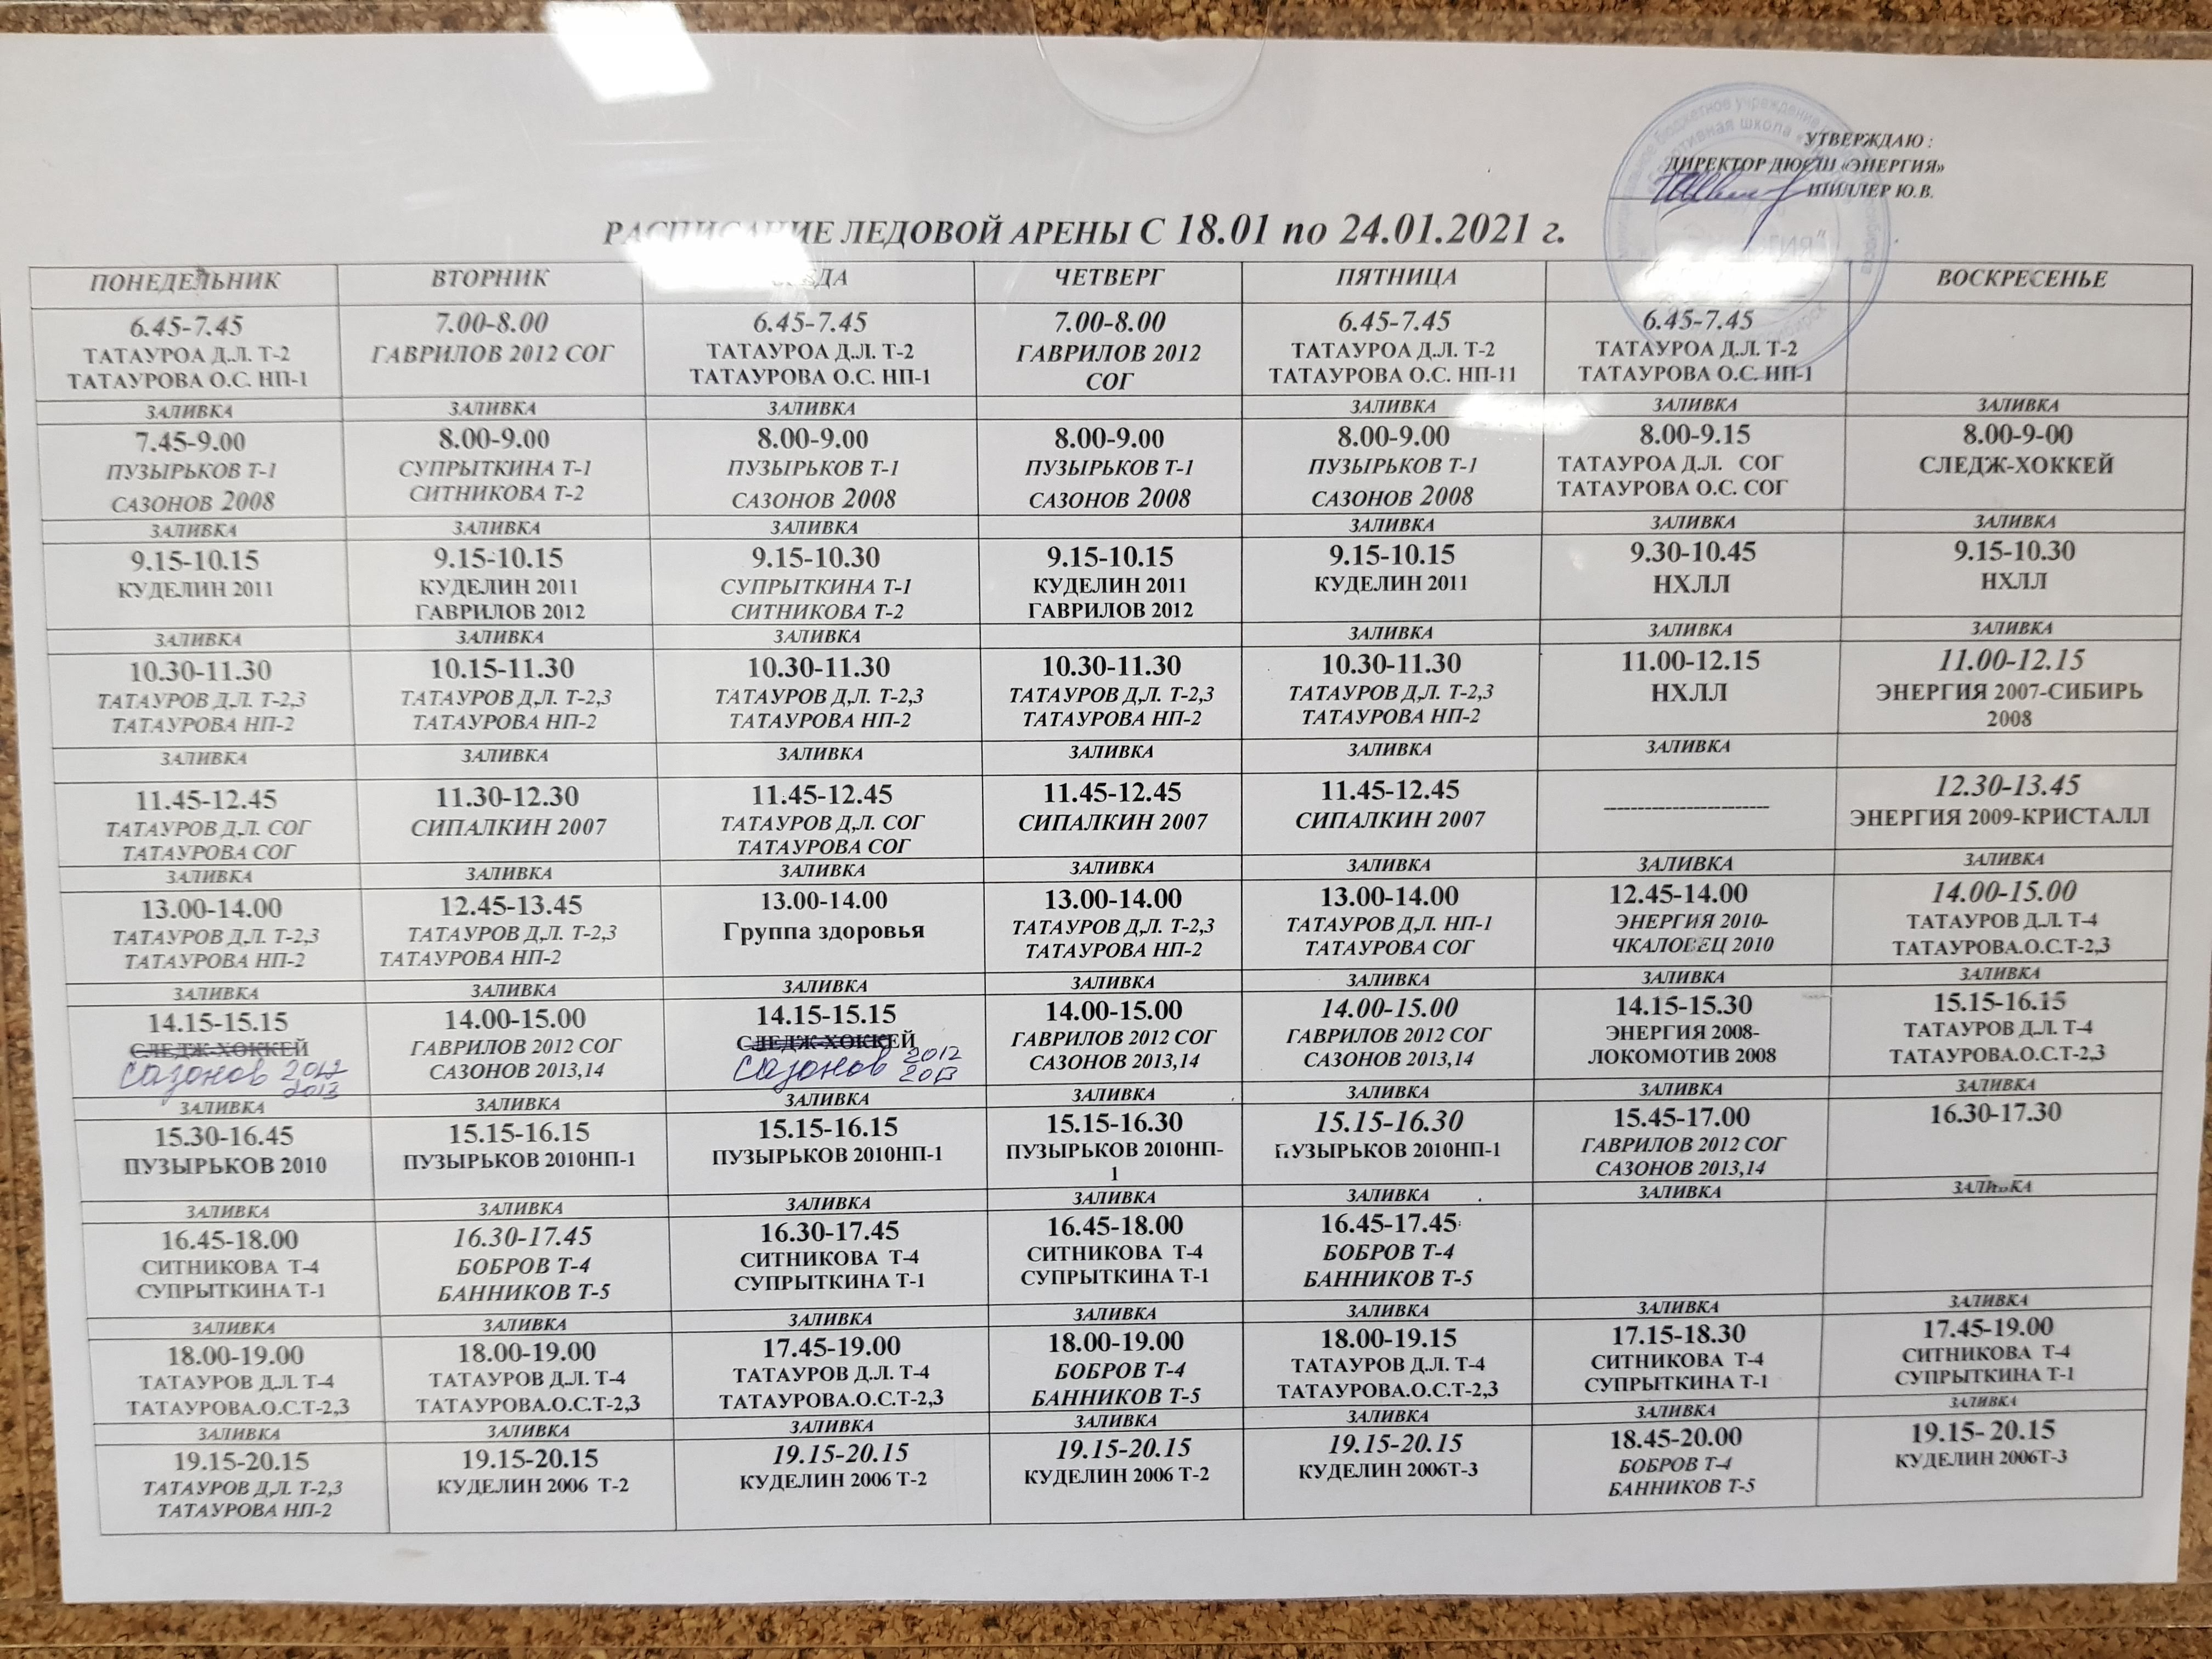 УТВЕРЖДАЮ :
ДИРЕКТОР ДЮСШ «ЭНЕРГИЯ»
ШИЛЛЕР Ю.В.
РАСПИСАНИЕ ЛЕДОВОЙ АРЕНЫ С 18.01 по 24.01.2021 г.
ПОНЕДЕЛЬНИК ВТОРНИК ЧЕТВЕРГ ПЯТНИЦА ВОСКРЕСЕНЬЕ
6.45-7.45 7.00-8.00 6.45-7.45 7.00-8.00 6.45-7.45 6.45-7.45
ТАТАУРОА Д.Л. Т-2 ГАВРИЛОВ 2012 СОГ ТАТАУРОА Д.Л. Т-2 ГАВРИЛОВ 2012 ТАТАУРОА Д.Л. Т-2 ТАТАУРОА Д.Л. Т-2
ТАТАУРОВА О.С. НП-1 ТАТАУРОВА О.С. НП-1 СОГ ТАТАУРОВА О.С. НП-11 ТАТАУРОВА О.С. НП-1
ЗАЛИВКА ЗАЛИВКА ЗАЛИВКА ЗАЛИВКА ЗАЛИВКА ЗАЛИВКА
7.45-9.00 8.00-9.00 8.00-9.00 8.00-9.00 8.00-9.00 8.00-9.15 8.00-9-00
ПУЗЫРЬКОВ Т-1 СУПРЫТКИНА Т-1 ПУЗЫРЬКОВ Т-1 ПУЗЫРЬКОВ Т-1 ПУЗЫРЬКОВ Т-1 ТАТАУРОА Д.Л. СОГ СЛЕДЖ-ХОККЕЙ
САЗОНОВ 2008 СИТНИКОВА Т-2 САЗОНОВ 2008 САЗОНОВ 2008 САЗОНОВ 2008 ТАТАУРОВА О.С. СОГ
ЗАЛИВКА ЗАЛИВКА ЗАЛИВКА ЗАЛИВКА ЗАЛИВКА ЗАЛИВКА
9.15-10.15 9.15-10.15 9.15-10.30 9.15-10.15 9.15-10.15 9.30-10.45 9.15-10.30
КУДЕЛИН 2011 КУДЕЛИН 2011 СУПРЫТКИНА Т-1 КУДЕЛИН 2011 КУДЕЛИН 2011 НХЛЛ НХЛЛ
ГАВРИЛОВ 2012 СИТНИКОВА Т-2 ГАВРИЛОВ 2012
ЗАЛИВКА ЗАЛИВКА ЗАЛИВКА ЗАЛИВКА ЗАЛИВКА ЗАЛИВКА
10.30-11.30 10.15-11.30 10.30-11.30 10.30-11.30 10.30-11.30 11.00-12.15 11.00-12.15
ТАТАУРОВ Д.Л. Т-2,3 ТАТАУРОВ Д.Л. Т-2,3 ТАТАУРОВ Д.Л. Т-2,3 ТАТАУРОВ Д.Л. Т-2,3 ТАТАУРОВ Д.Л. Т-2,3 НХЛЛ ЭНЕРГИЯ 2007-СИБИРЬ
ТАТАУРОВА НП-2 ТАТАУРОВА НП-2 ТАТАУРОВА НП-2 ТАТАУРОВА НП-2 ТАТАУРОВА НП-2 2008
ЗАЛИВКА ЗАЛИВКА ЗАЛИВКА ЗАЛИВКА ЗАЛИВКА ЗАЛИВКА
11.45-12.45 11.30-12.30 11.45-12.45 11.45-12.45 11.45-12.45 -------------------- 12.30-13.45
ТАТАУРОВ Д.Л. СОГ СИПАЛКИН 2007 ТАТАУРОВ Д.Л. СОГ СИПАЛКИН 2007 СИПАЛКИН 2007 ЭНЕРГИЯ 2009-КРИСТАЛЛ
ТАТАУРОВА СОГ ТАТАУРОВА СОГ
ЗАЛИВКА ЗАЛИВКА ЗАЛИВКА ЗАЛИВКА ЗАЛИВКА ЗАЛИВКА ЗАЛИВКА
13.00-14.00 12.45-13.45 13.00-14.00 13.00-14.00 13.00-14.00 12.45-14.00 14.00-15.00
ТАТАУРОВ Д.Л. Т-2,3 ТАТАУРОВ Д.Л. Т-2,3 Группа здоровья ТАТАУРОВ Д.Л. Т-2,3 ТАТАУРОВ Д.Л. НП-1 ЭНЕРГИЯ 2010- ТАТАУРОВ Д.Л. Т-4
ТАТАУРОВА НП-2 ТАТАУРОВА НП-2 ТАТАУРОВА НП-2 ТАТАУРОВА СОГ ЧКАЛОВЕЦ 2010 ТАТАУРОВА.О.С.Т-2,3
ЗАЛИВКА ЗАЛИВКА ЗАЛИВКА ЗАЛИВКА ЗАЛИВКА ЗАЛИВКА ЗАЛИВКА
14.15-15.15 14.00-15.00 14.15-15.15 14.00-15.00 14.00-15.00 14.15-15.30 15.15-16.15
СЛЕДЖ-ХОККЕЙ ГАВРИЛОВ 2012 СОГ СЛЕДЖ-ХОККЕЙ ГАВРИЛОВ 2012 СОГ ГАВРИЛОВ 2012 СОГ ЭНЕРГИЯ 2008- ТАТАУРОВ Д.Л. Т-4
Сазонов 2012 САЗОНОВ 2013,14 Сазонов 2012 САЗОНОВ 2013,14 САЗОНОВ 2013,14 ЛОКОМОТИВ 2008 ТАТАУРОВА.О.С.Т-2,3
2013 2013
ЗАЛИВКА ЗАЛИВКА ЗАЛИВКА ЗАЛИВКА ЗАЛИВКА ЗАЛИВКА ЗАЛИВКА
15.30-16.45 15.15-16.15 15.15-16.15 15.15-16.30 15.15-16.30 15.45-17.00 16.30-17.30
ПУЗЫРЬКОВ 2010 ПУЗЫРЬКОВ 2010НП-1 ПУЗЫРЬКОВ 2010НП-1 ПУЗЫРЬКОВ 2010НП- ПУЗЫРЬКОВ 2010НП-1 ГАВРИЛОВ 2012 СОГ
1 САЗОНОВ 2013,14
ЗАЛИВКА ЗАЛИВКА ЗАЛИВКА ЗАЛИВКА ЗАЛИВКА ЗАЛИВКА ЗАЛИВКА
16.45-18.00 16.30-17.45 16.30-17.45 16.45-18.00 16.45-17.45
СИТНИКОВА Т-4 БОБРОВ Т-4 СИТНИКОВА Т-4 СИТНИКОВА Т-4 БОБРОВ Т-4
СУПРЫТКИНА Т-1 БАННИКОВ Т-5 СУПРЫТКИНА Т-1 СУПРЫТКИНА Т-1 БАННИКОВ Т-5
ЗАЛИВКА ЗАЛИВКА ЗАЛИВКА ЗАЛИВКА ЗАЛИВКА ЗАЛИВКА ЗАЛИВКА
18.00-19.00 18.00-19.00 17.45-19.00 18.00-19.00 18.00-19.15 17.15-18.30 17.45-19.00
ТАТАУРОВ Д.Л. Т-4 ТАТАУРОВ Д.Л. Т-4 ТАТАУРОВ Д.Л. Т-4 БОБРОВ Т-4 ТАТАУРОВ Д.Л. Т-4 СИТНИКОВА Т-4 СИТНИКОВА Т-4
ТАТАУРОВА.О.С.Т-2,3 ТАТАУРОВА.О.С.Т-2,3 ТАТАУРОВА.О.С.Т-2,3 БАННИКОВ Т-5 ТАТАУРОВА.О.С.Т-2,3 СУПРЫТКИНА Т-1 СУПРЫТКИНА Т-1
ЗАЛИВКА ЗАЛИВКА ЗАЛИВКА ЗАЛИВКА ЗАЛИВКА ЗАЛИВКА ЗАЛИВКА
19.15-20.15 19.15-20.15 19.15-20.15 19.15-20.15 19.15-20.15 18.45-20.00 19.15- 20.15
ТАТАУРОВ Д.Л. Т-2,3 КУДЕЛИН 2006 Т-2 КУДЕЛИН 2006 Т-2 КУДЕЛИН 2006 Т-2 КУДЕЛИН 2006Т-3 БОБРОВ Т-4 КУДЕЛИН 2006Т-3
ТАТАУРОВА НП-2 БАННИКОВ Т-5